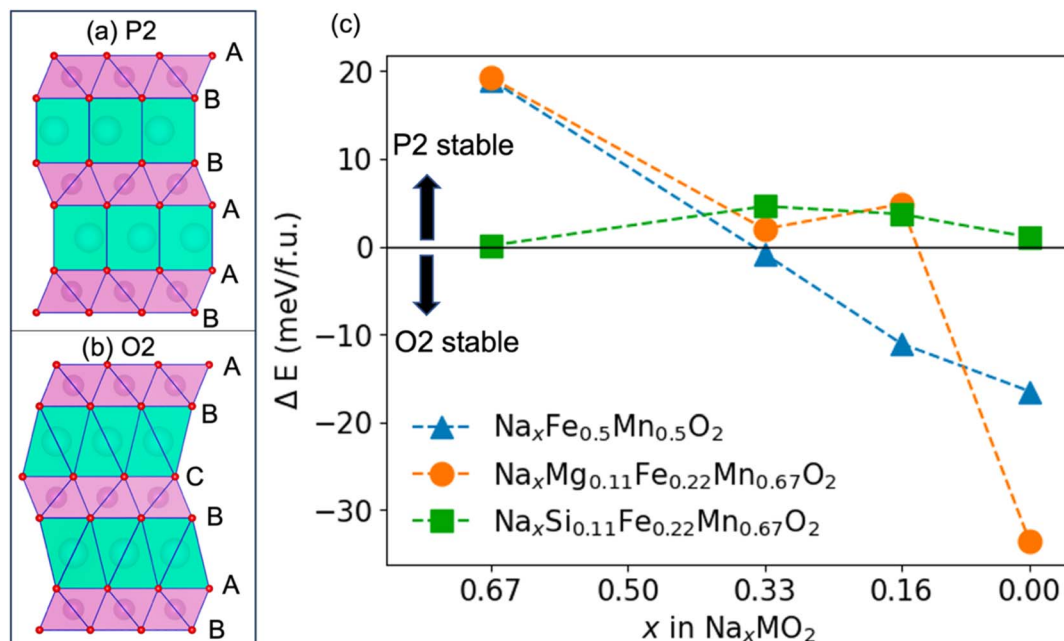 (a) P2
A
B
B
A
A
B
(b) O2
A
B
C
B
A
B
(c)
20
10
0
−10
−20
−30
Δ E (meV/f.u.)
P2 stable
O2 stable
NaₓFe₀.₅Mn₀.₅O₂
NaₓMg₀.₁₁Fe₀.₂₂Mn₀.₆₇O₂
NaₓSi₀.₁₁Fe₀.₂₂Mn₀.₆₇O₂
0.67 0.50 0.33 0.16 0.00
x in NaₓMO₂